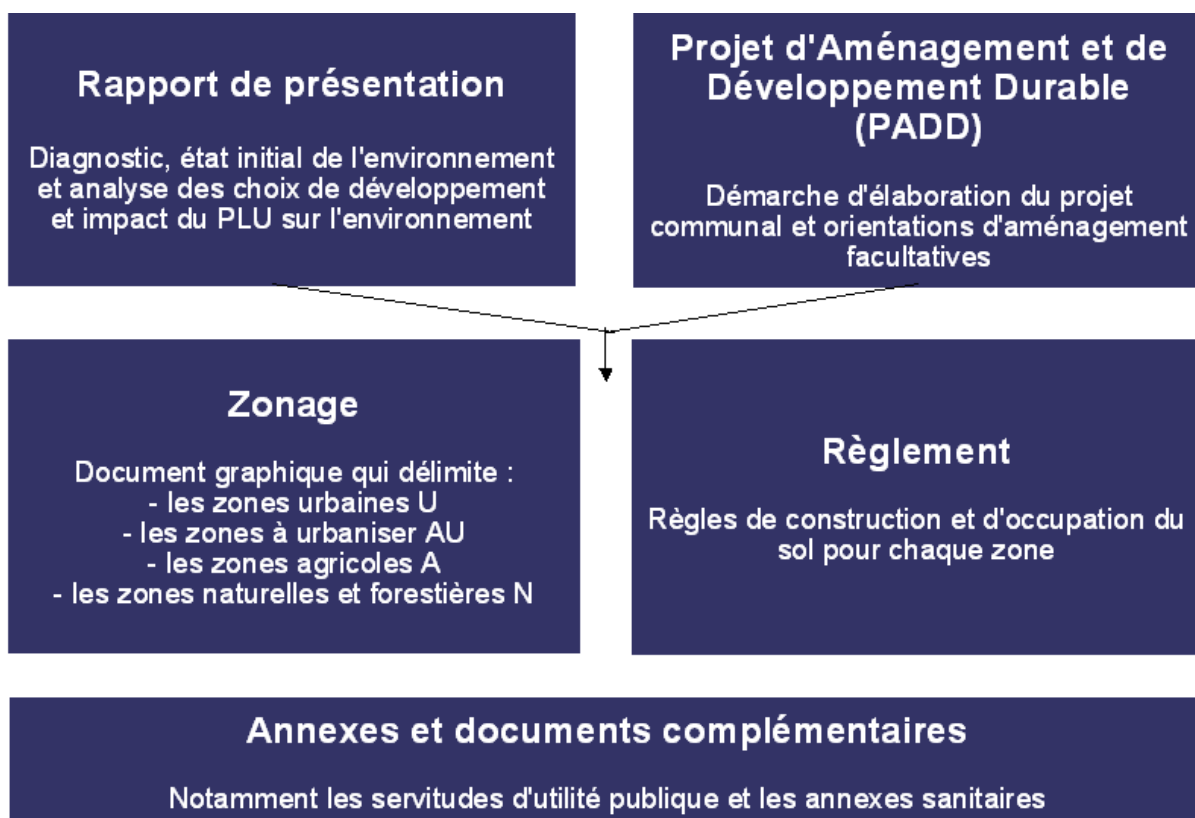 Rapport de présentation
Diagnostic, état initial de l'environnement
et analyse des choix de développement
et impact du PLU sur l'environnement
Projet d'Aménagement et de
Développement Durable
(PADD)
Démarche d'élaboration du projet
communal et orientations d'aménagement
facultatives
Zonage
Document graphique qui délimite :
- les zones urbaines U
- les zones à urbaniser AU
- les zones agricoles A
- les zones naturelles et forestières N
Règlement
Règles de construction et d'occupation du
sol pour chaque zone
Annexes et documents complémentaires
Notamment les servitudes d'utilité publique et les annexes sanitaires